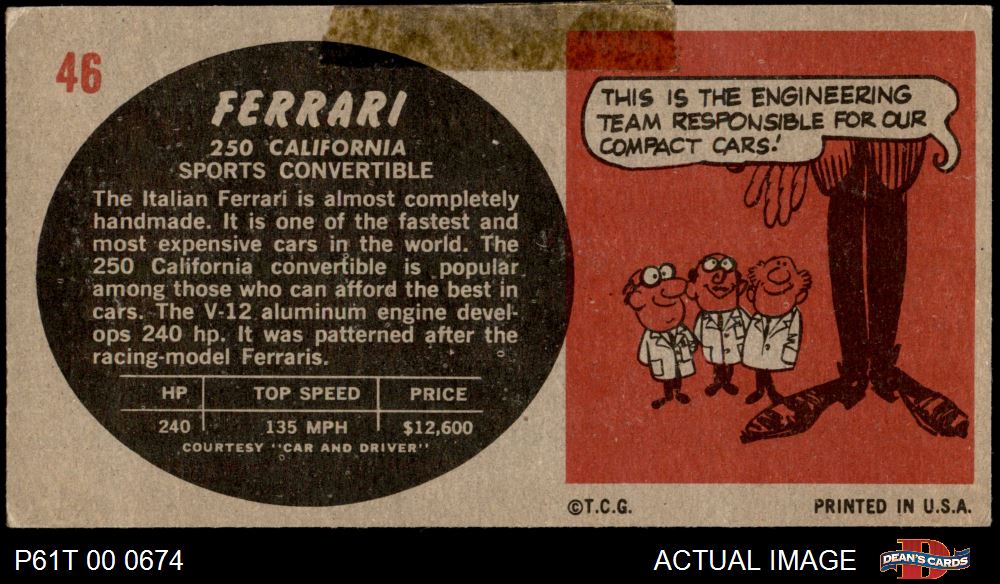 46
FERRARI
250 CALIFORNIA
SPORTS CONVERTIBLE
The Italian Ferrari is almost completely
handmade. It is one of the fastest and
most expensive cars in the world. The
250 California convertible is popular
among those who can afford the best in
cars. The V-12 aluminum engine devel-
ops 240 hp. It was patterned after the
racing-model Ferraris.
HP TOP SPEED PRICE
240 135 MPH $12,600
COURTESY "CAR AND DRIVER"
THIS IS THE ENGINEERING
TEAM RESPONSIBLE FOR OUR
COMPACT CARS!
©T.C.G. PRINTED IN U.S.A.
P61T 00 0674 ACTUAL IMAGE DEAN'S CARDS